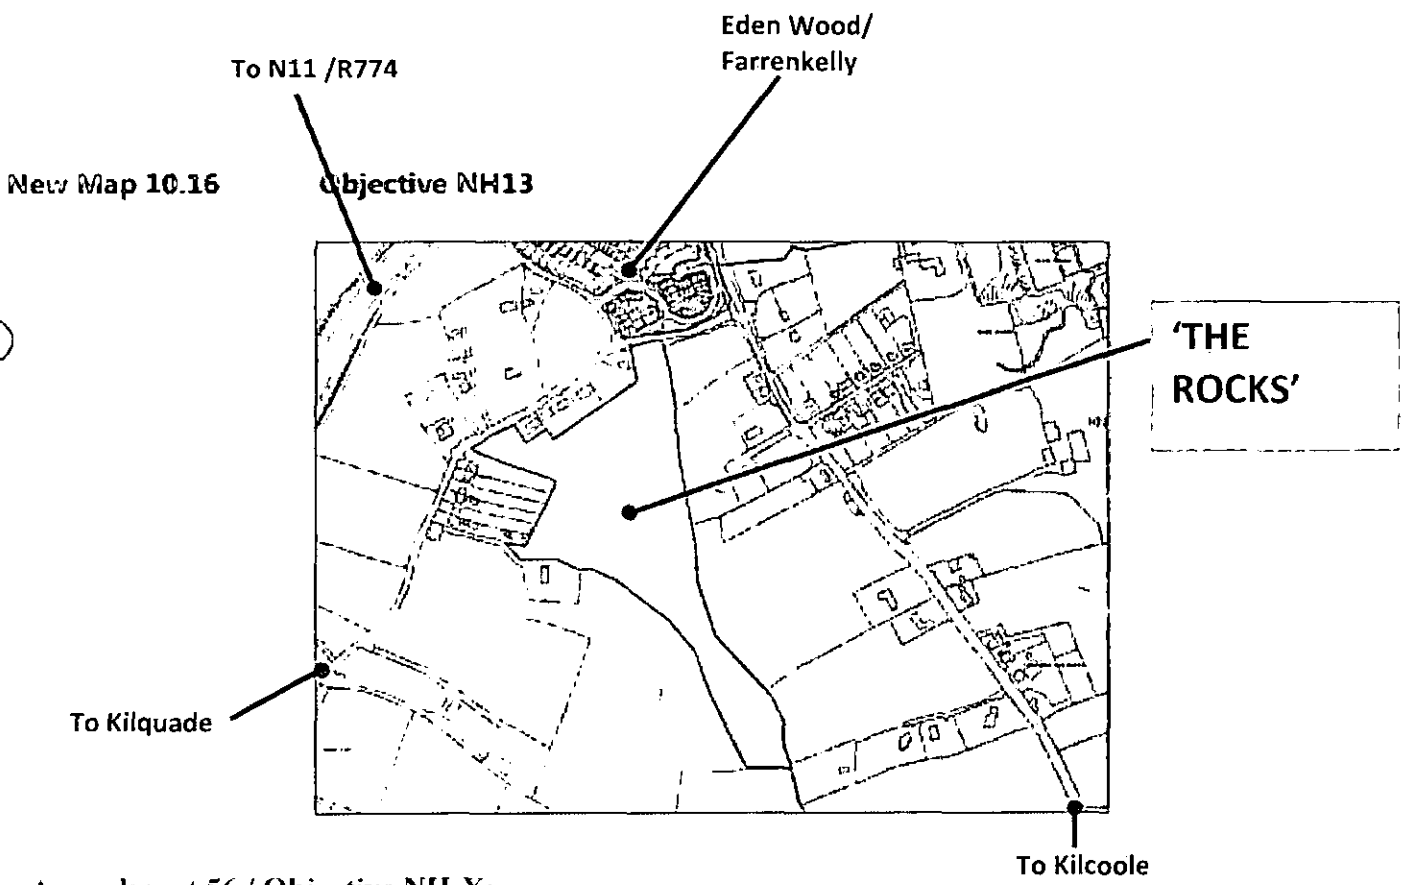 Eden Wood/
Farrenkelly
To N11 /R774
New Map 10.16 Objective NH13
'THE
ROCKS'
To Kilquade
To Kilcoole